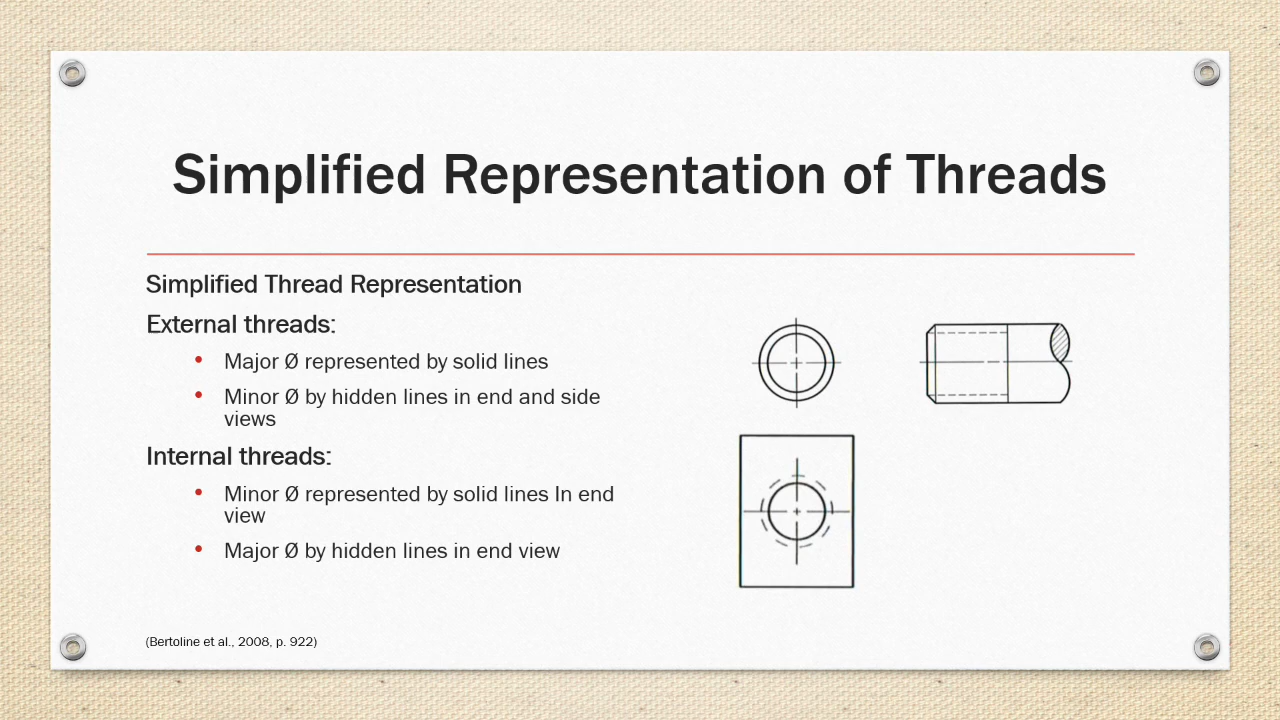 Simplified Representation of Threads
Simplified Thread Representation
External threads:
• Major Ø represented by solid lines
• Minor Ø by hidden lines in end and side
views
Internal threads:
• Minor Ø represented by solid lines In end
view
• Major Ø by hidden lines in end view
(Bertoline et al., 2008, p. 922)